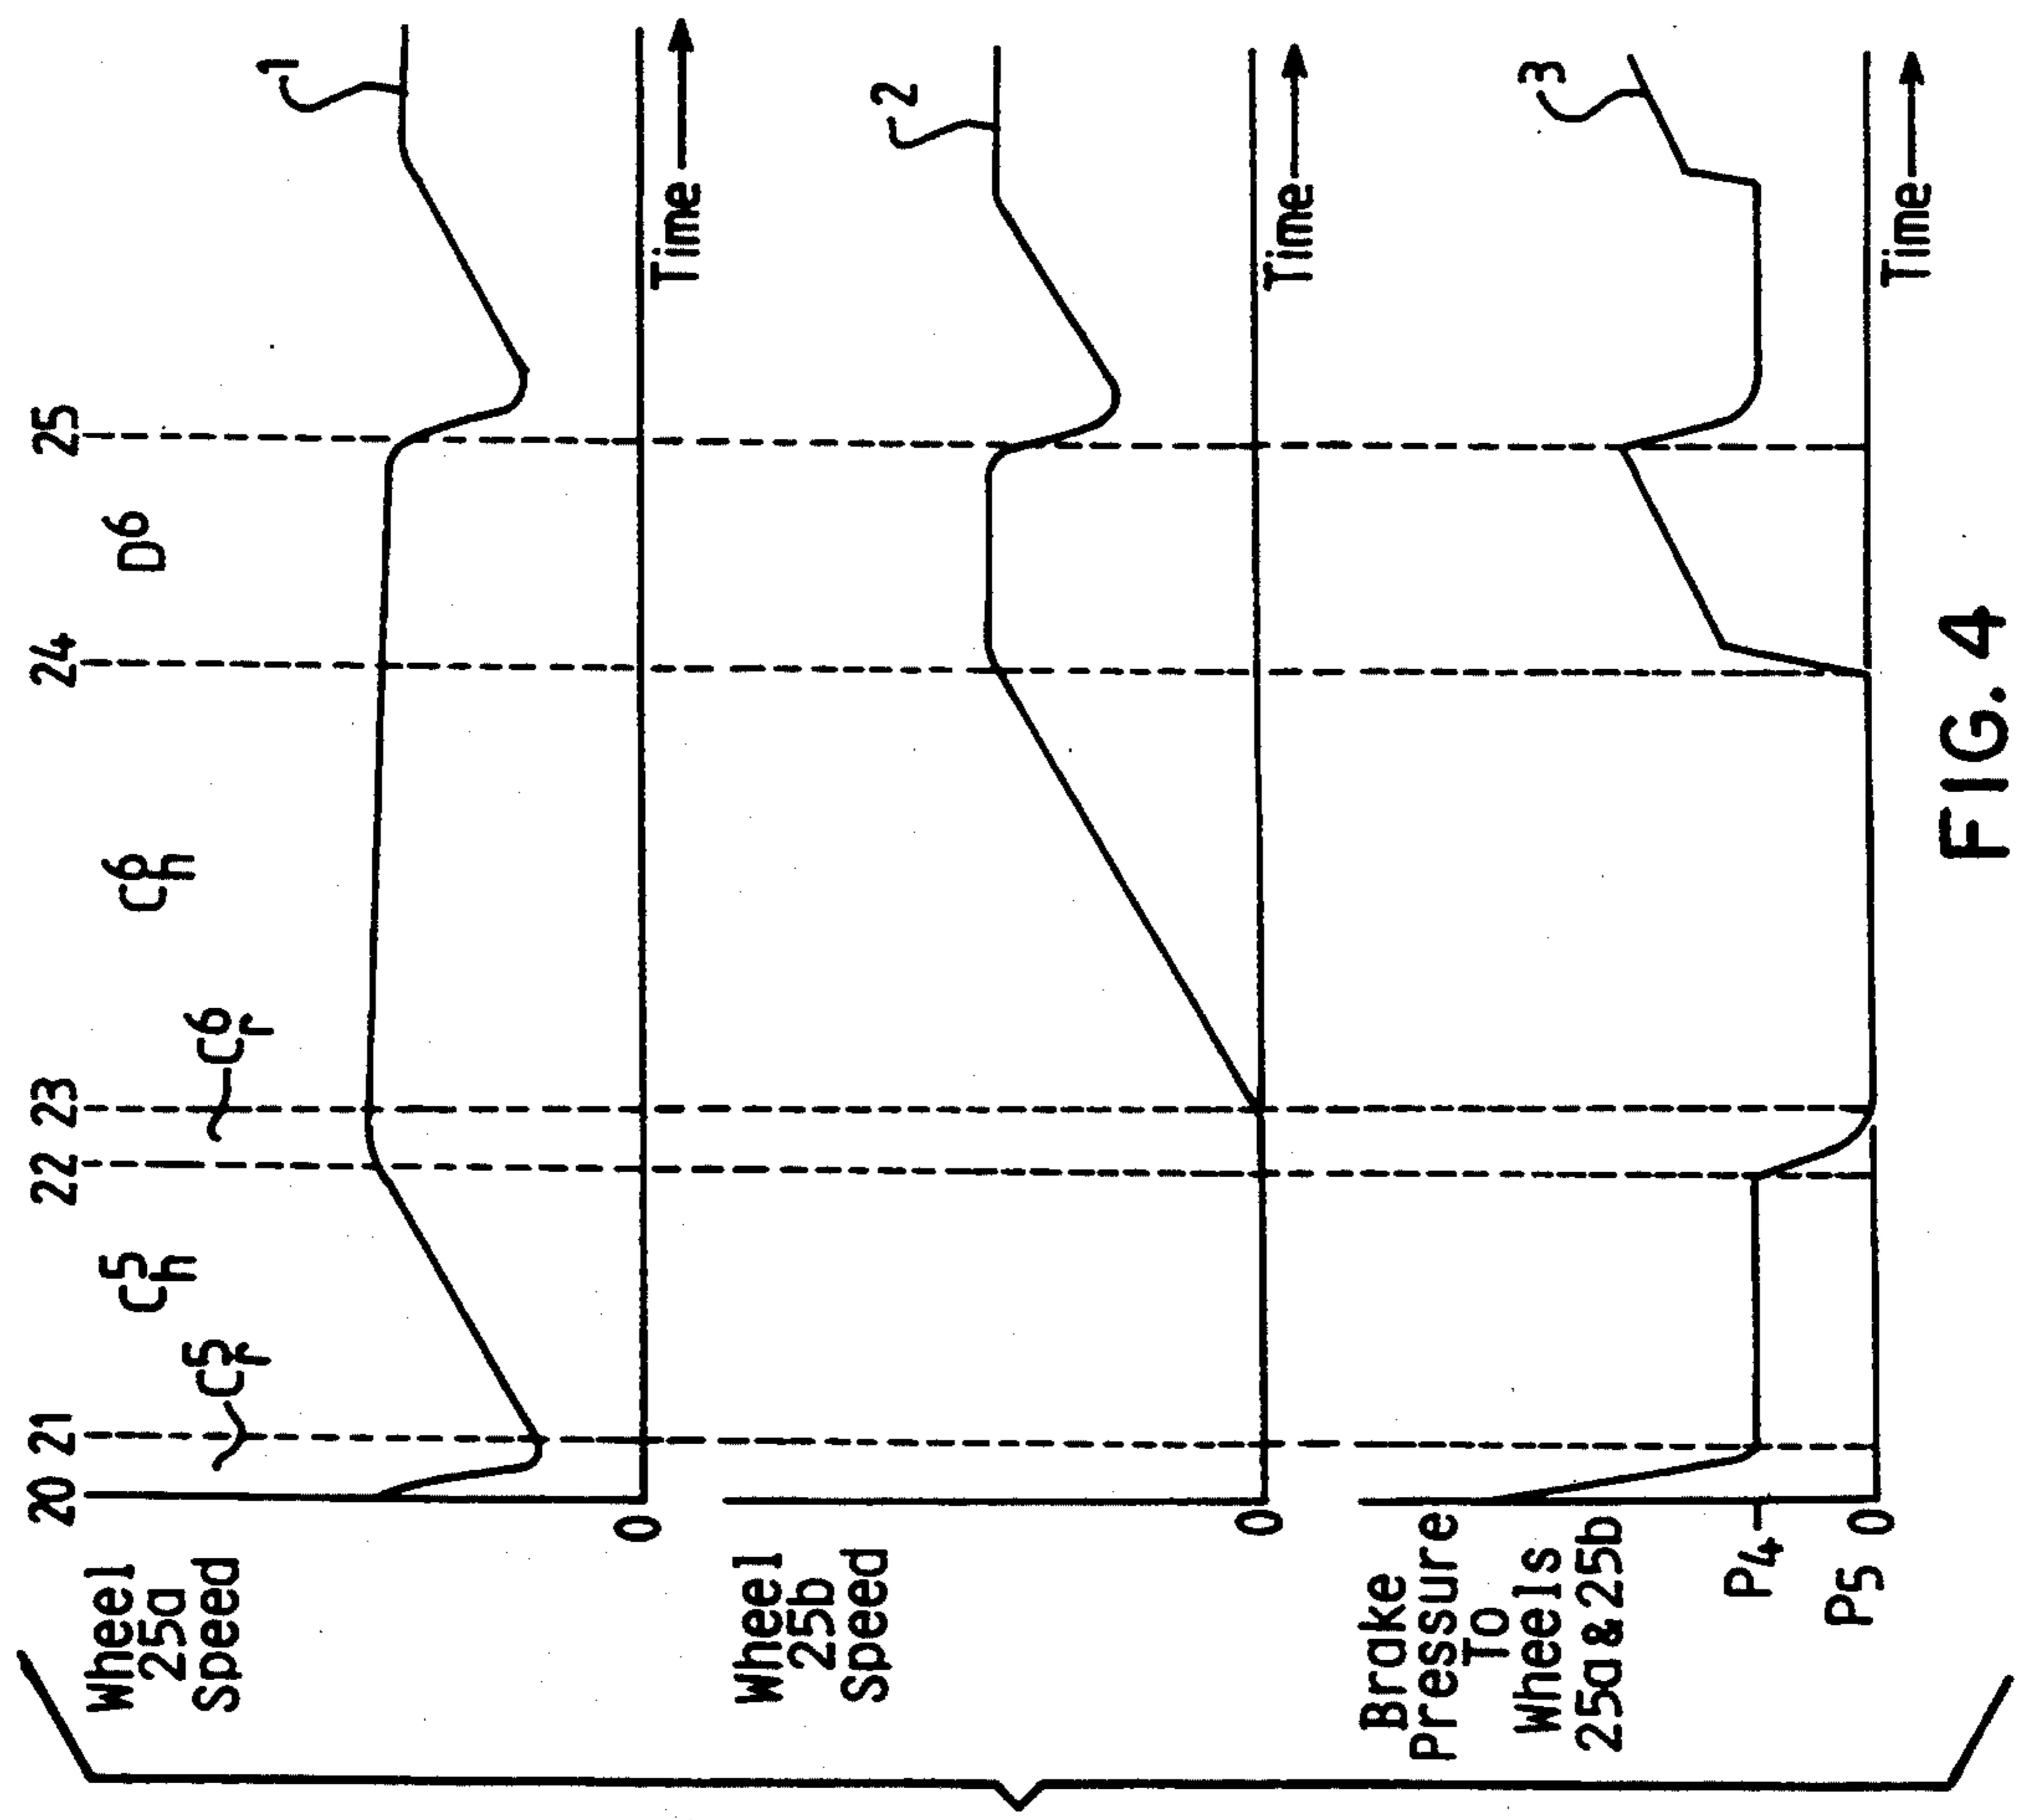 20 21 22 23 24 25
C5r C5h C6r C6h D6
Wheel
25a
Speed
0
1
Time
Wheel
25b
Speed
0
2
Time
Brake
Pressure
To
Wheels
25a & 25b
P4
P5 0
3
Time
FIG. 4